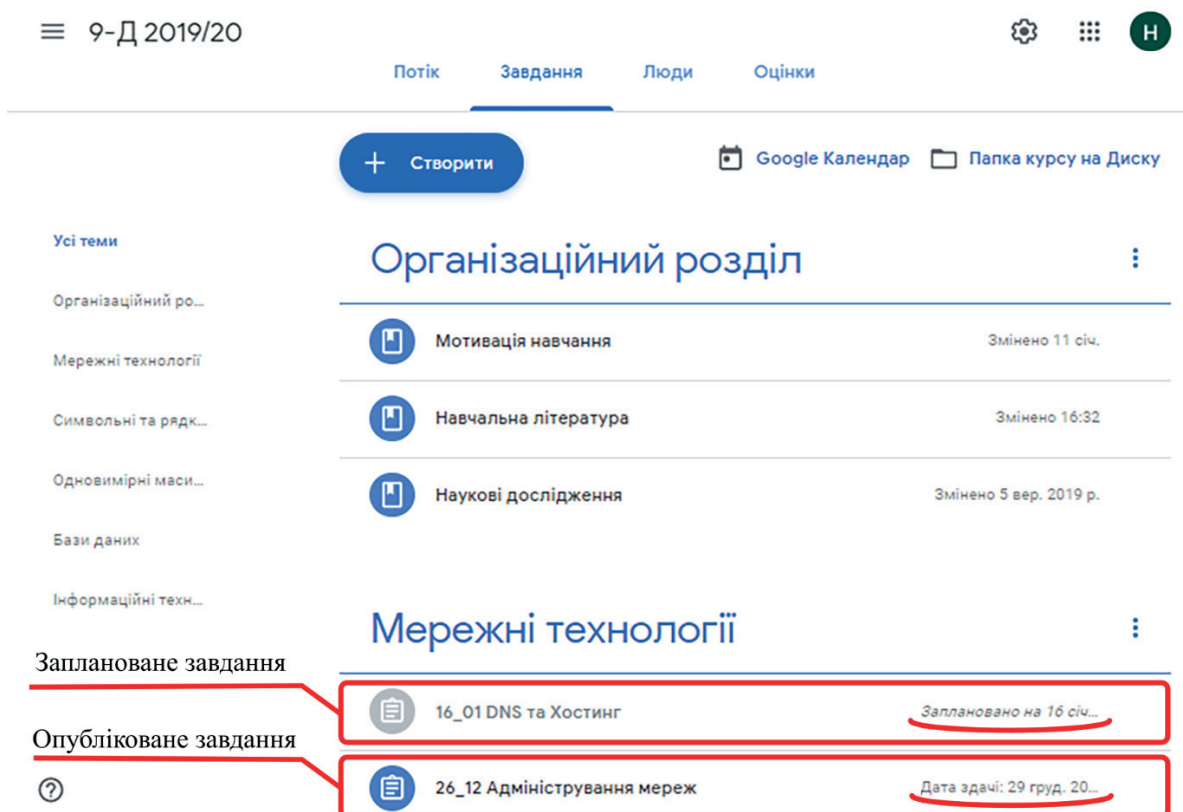 9-Д 2019/20
Н
Потік Завдання Люди Оцінки
Створити
Google Календар Папка курсу на Диску
Усі теми
Організаційний ро...
Мережні технології
Символьні та рядк...
Одновимірні маси...
Бази даних
Інформаційні техн...
Організаційний розділ
Мотивація навчання Змінено 11 січ.
Навчальна література Змінено 16:32
Наукові дослідження Змінено 5 вер. 2019 р.
Мережні технології
Заплановане завдання
16_01 DNS та Хостинг Заплановано на 16 січ...
Опубліковане завдання
26_12 Адміністрування мереж Дата здачі: 29 груд. 20...